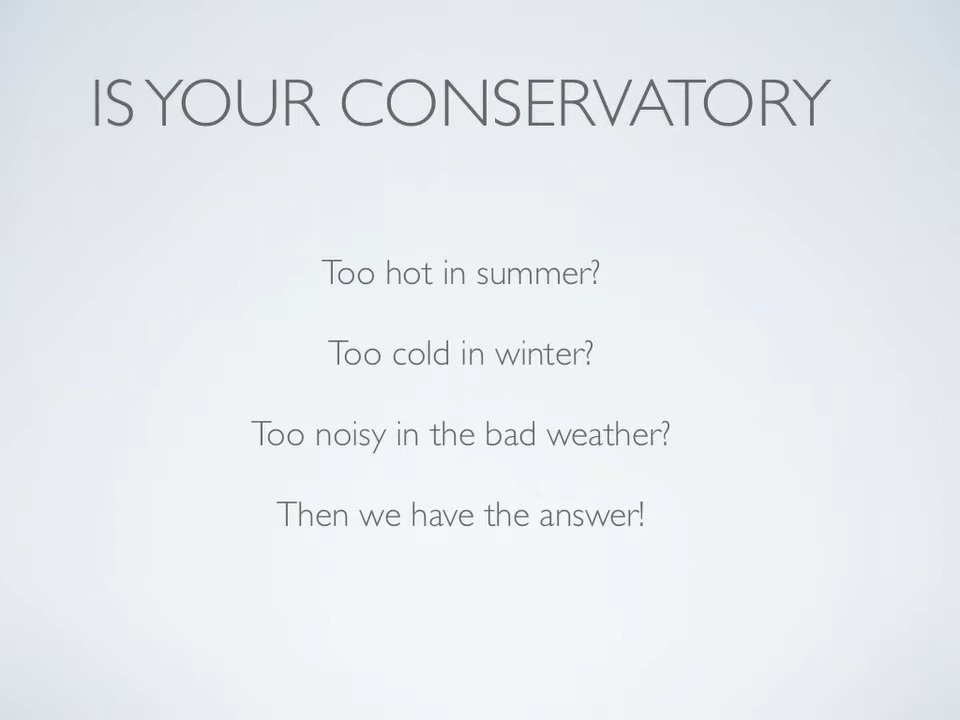 IS YOUR CONSERVATORY
Too hot in summer?
Too cold in winter?
Too noisy in the bad weather?
Then we have the answer!